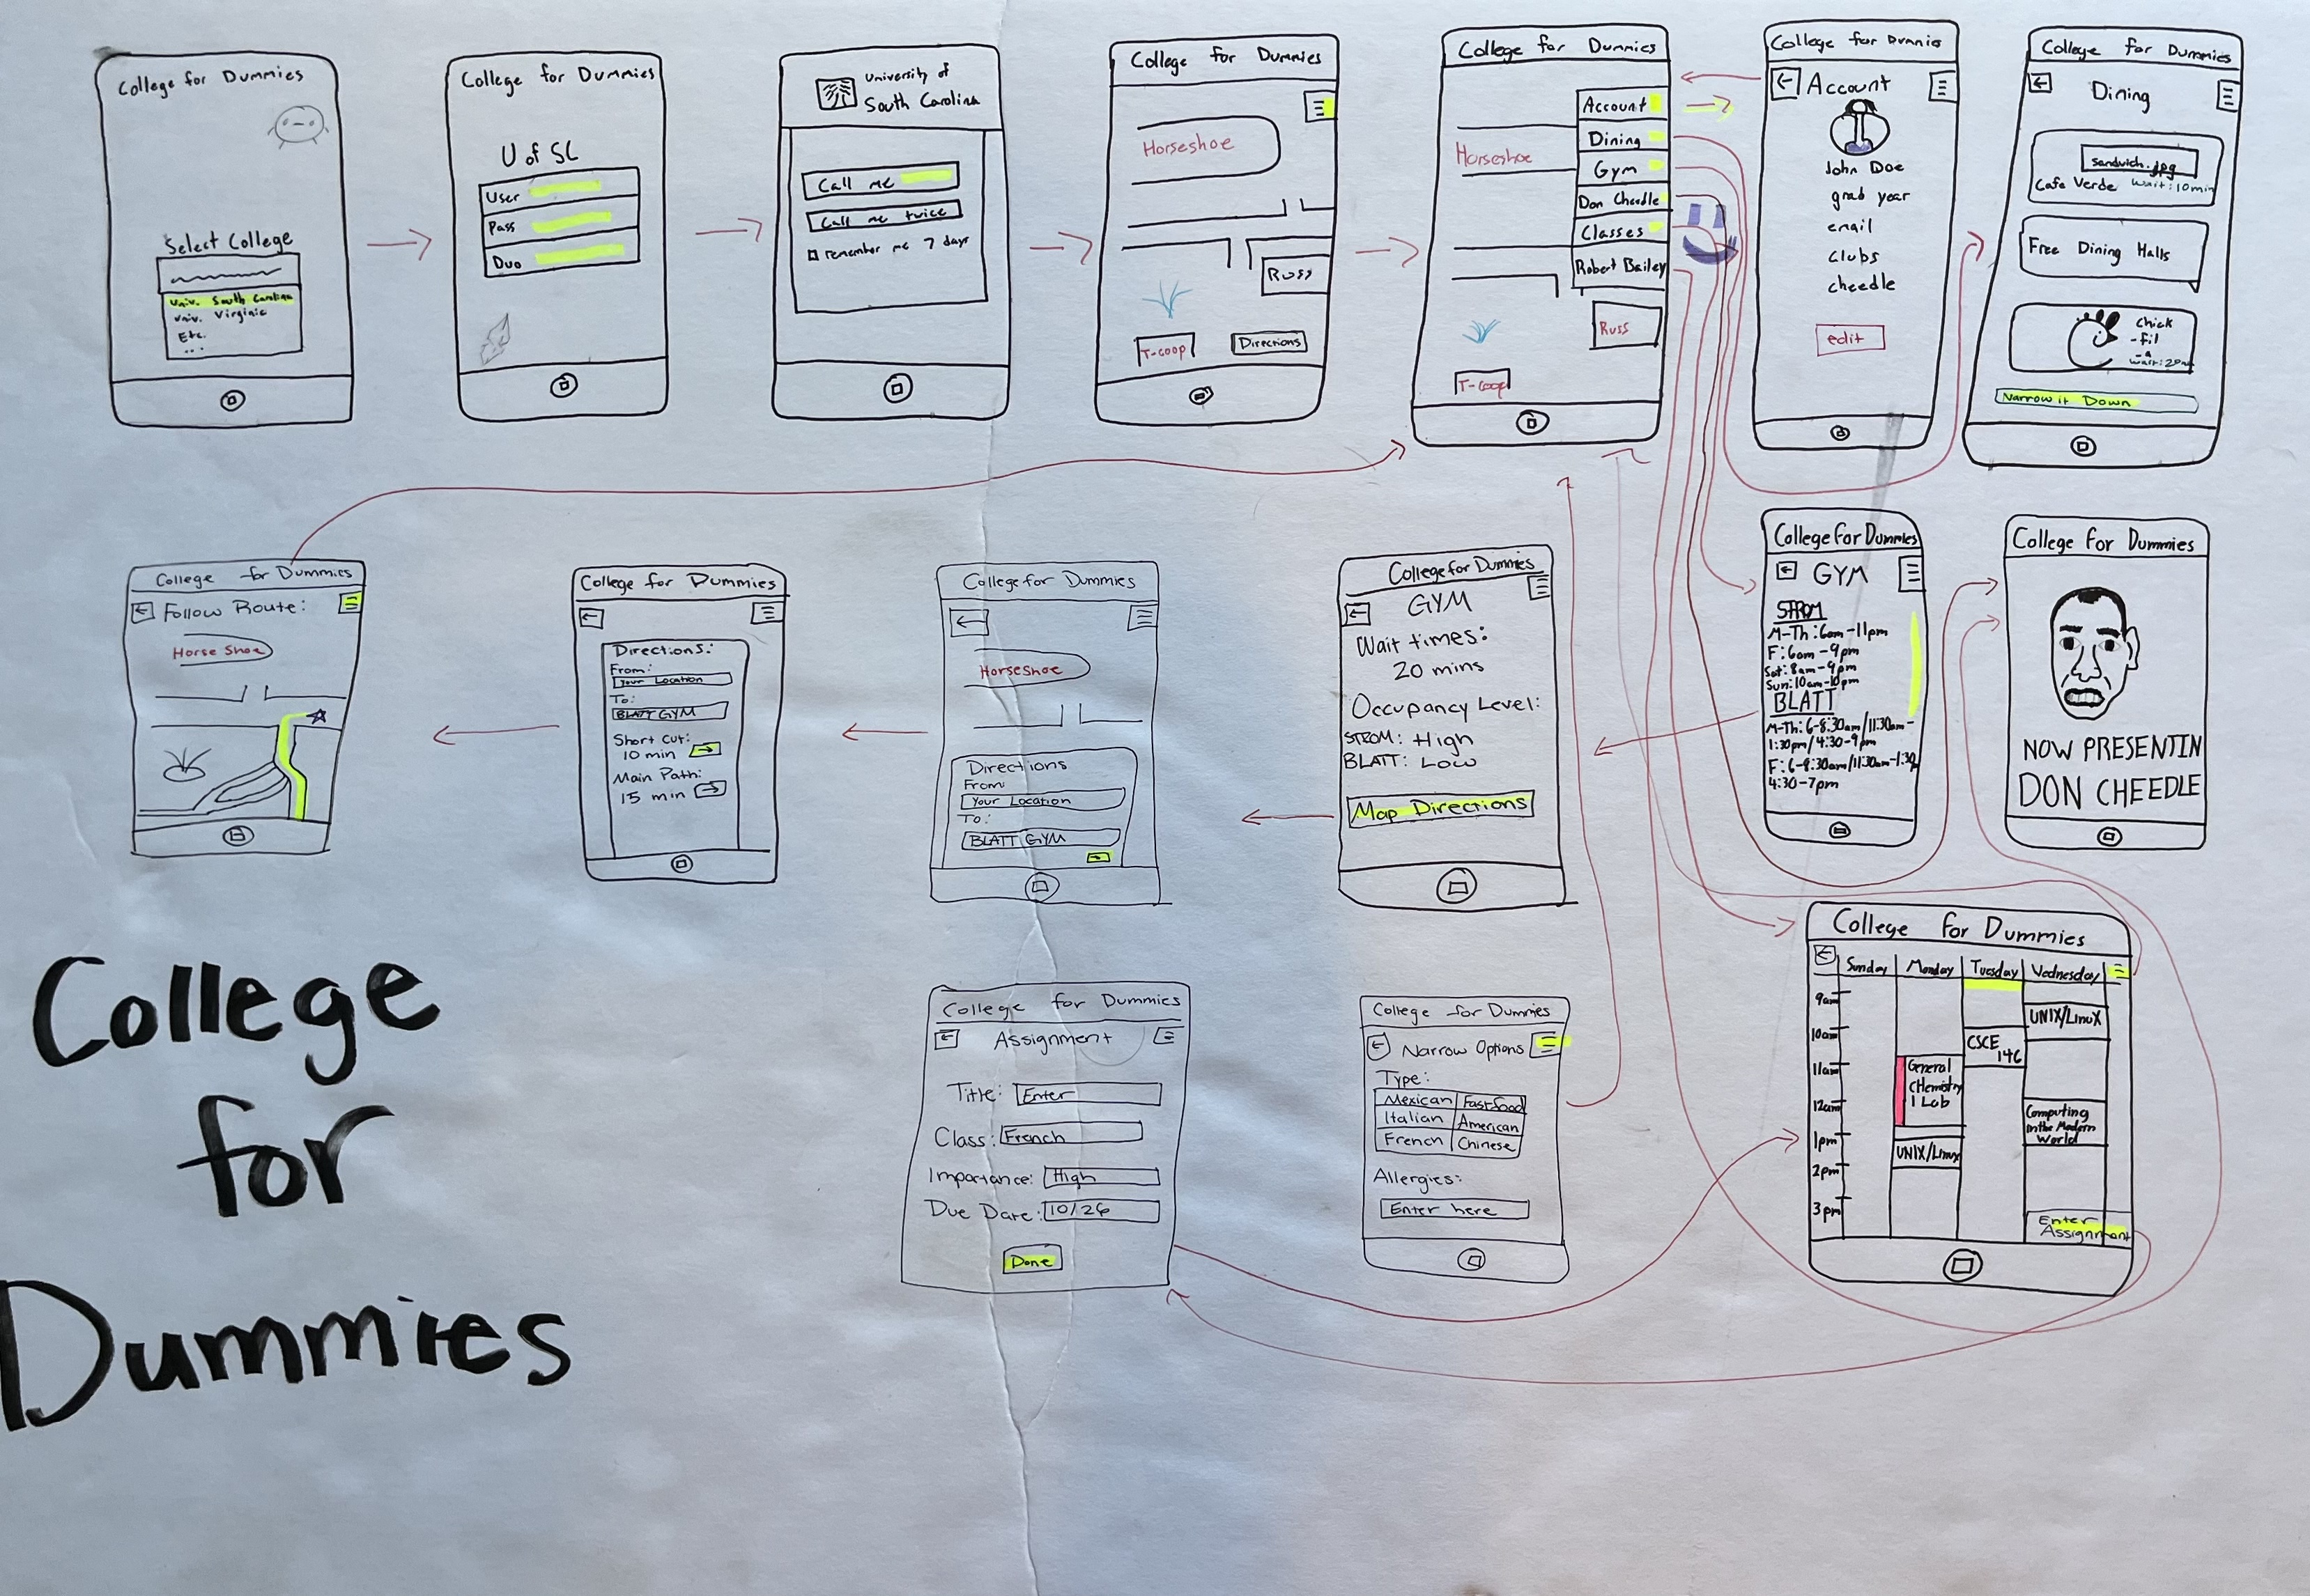 College for Dummies
Select College
Univ. South Carolina
Univ. Virginia
Etc.
...
College for Dummies
U of SC
User
Pass
Duo
University of
South Carolina
Call me
Call me twice
remember me 7 days
College for Dummies
Horseshoe
Russ
T-coop
Directions
College for Dummies
Account
Dining
Horseshoe
Gym
Don Cheedle
Classes
Robert Bailey
Russ
T-coop
College for Dummies
Account
John Doe
grad year
email
clubs
cheedle
edit
College for Dummies
Dining
sandwich.jpg
Cafe Verde wait: 10min
Free Dining Halls
Chick
-fil
-a
Narrow it Down
College for Dummies
Follow Route:
Horse Shoe
College for Dummies
Directions:
From:
Your Location
To:
BLATT GYM
Short cut:
10 min
Main Path:
15 min
College for Dummies
Horseshoe
Directions
From
Your Location
To:
BLATT GYM
College for Dummies
GYM
Wait times:
20 mins
Occupancy Level:
STROM: High
BLATT: Low
Map Directions
College For Dummies
GYM
STROM
M-Th: 6am-11pm
F: 6am-9pm
Sat: 8am-9pm
Sun: 10am-10pm
BLATT
M-Th: 6-8:30am/11:30am-
1:30pm/4:30-9pm
F: 6-8:30am/11:30am-1:30p
4:30-7pm
College For Dummies
NOW PRESENTIN
DON CHEEDLE
College for Dummies
Assignment
Title: Enter
Class: French
Importance: High
Due Date: 10/26
Done
College for Dummies
Narrow Options
Type:
Mexican Fastfood
Italian American
French Chinese
Allergies:
Enter here
College for Dummies
Sunday Monday Tuesday Wednesday
9am
UNIX/Linux
10am
CSCE
146
11am
General
CHemistry
1 Lab
12am
Computing
in the Modern
World
1pm
UNIX/Linux
2pm
3pm
Enter
Assignment
College
for
Dummies